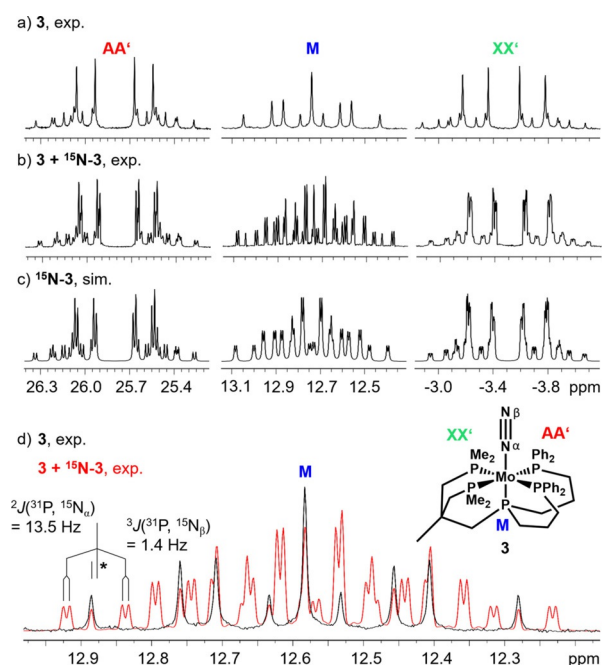 a) 3, exp.
AA‘ M XX‘
b) 3 + ¹⁵N-3, exp.
c) ¹⁵N-3, sim.
26.3 26.0 25.7 25.4 13.1 12.9 12.7 12.5 -3.0 -3.4 -3.8 ppm
d) 3, exp.
3 + ¹⁵N-3, exp.
M
²J(³¹P, ¹⁵Nα)
= 13.5 Hz
³J(³¹P, ¹⁵Nβ)
= 1.4 Hz
*
Nβ
XX‘ Nα AA‘
Me₂ Ph₂
P Mo P
P PPh₂
Me₂ P
M
3
12.9 12.8 12.7 12.6 12.5 12.4 12.3 ppm